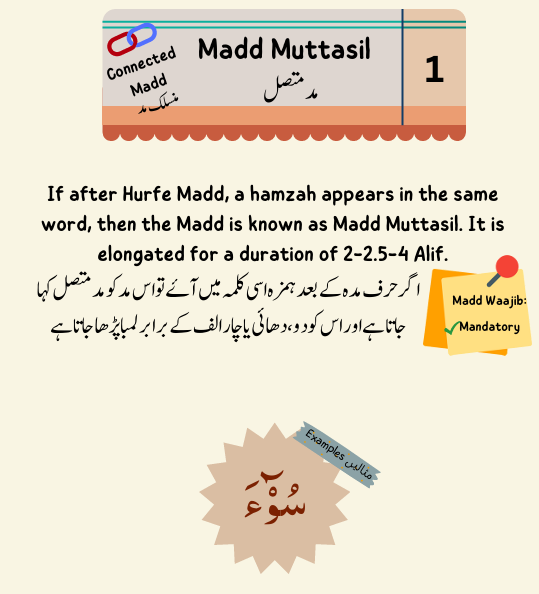 Connected
Madd
منسلک مد
Madd Muttasil
مد متصل
1
If after Hurfe Madd, a hamzah appears in the same
word, then the Madd is known as Madd Muttasil. It is
elongated for a duration of 2-2.5-4 Alif.
اگر حرف مدہ کے بعد ہمزہ اسی کلمہ میں آئے تو اس مد کو مد متصل کہا
جاتا ہے اور اس کو دو، دھائی یا چار الف کے برابر لمبا پڑھا جاتا ہے
Madd Waajib:
Mandatory
Examples مثالیں
سُوْٓءَ